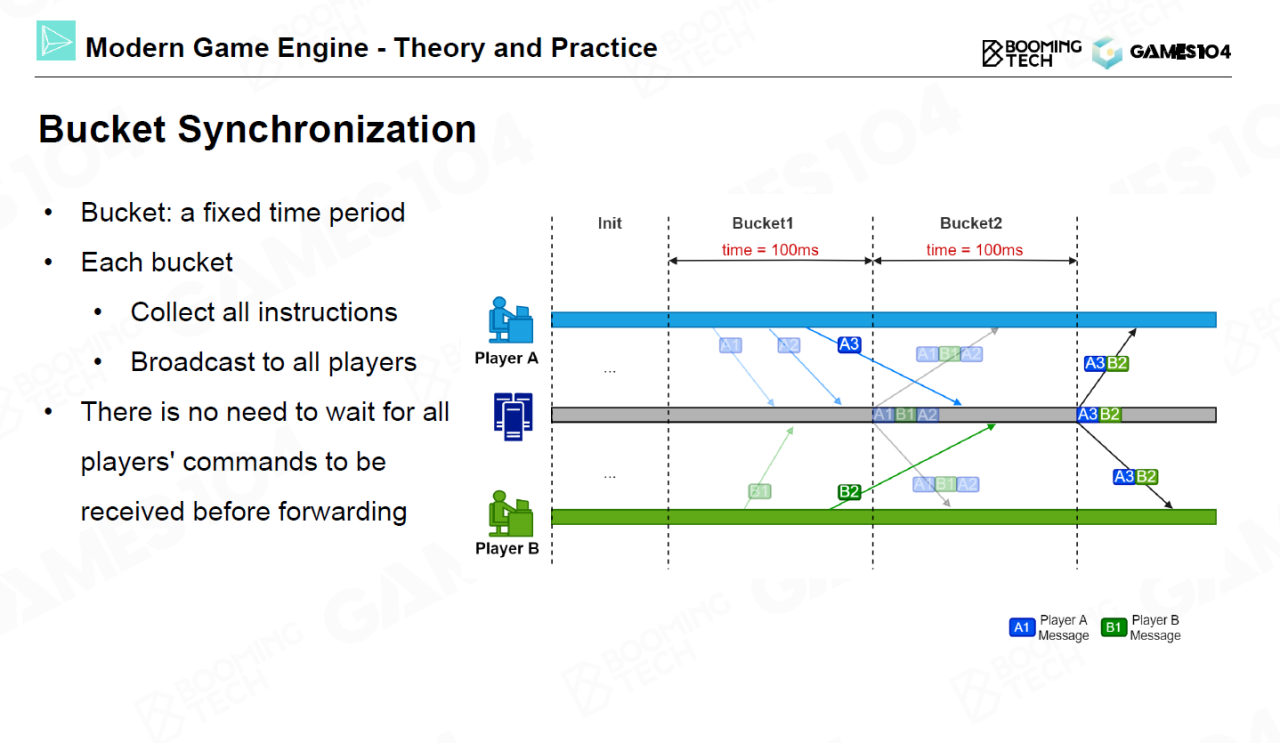 Modern Game Engine - Theory and Practice
BOOMING
TECH
GAMES104
Bucket Synchronization
• Bucket: a fixed time period
• Each bucket
• Collect all instructions
• Broadcast to all players
• There is no need to wait for all
players' commands to be
received before forwarding
Init
Bucket1
Bucket2
time = 100ms
time = 100ms
Player A
A1
A2
A3
A1 B1 A2
A3 B2
...
A1 B1 A2
A3 B2
...
B1
B2
A1 B1 A2
A3 B2
Player B
A1
Player A
Message
B1
Player B
Message